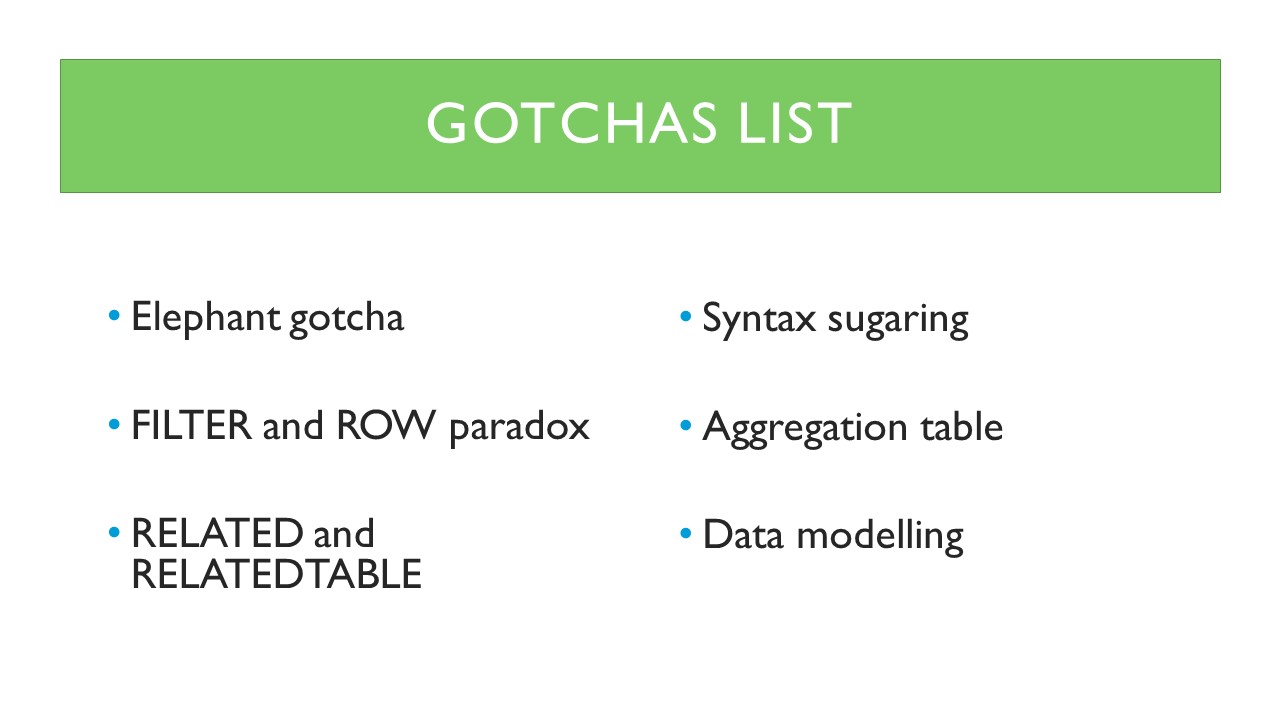 GOTCHAS LIST
• Elephant gotcha
• FILTER and ROW paradox
• RELATED and
RELATEDTABLE
• Syntax sugaring
• Aggregation table
• Data modelling